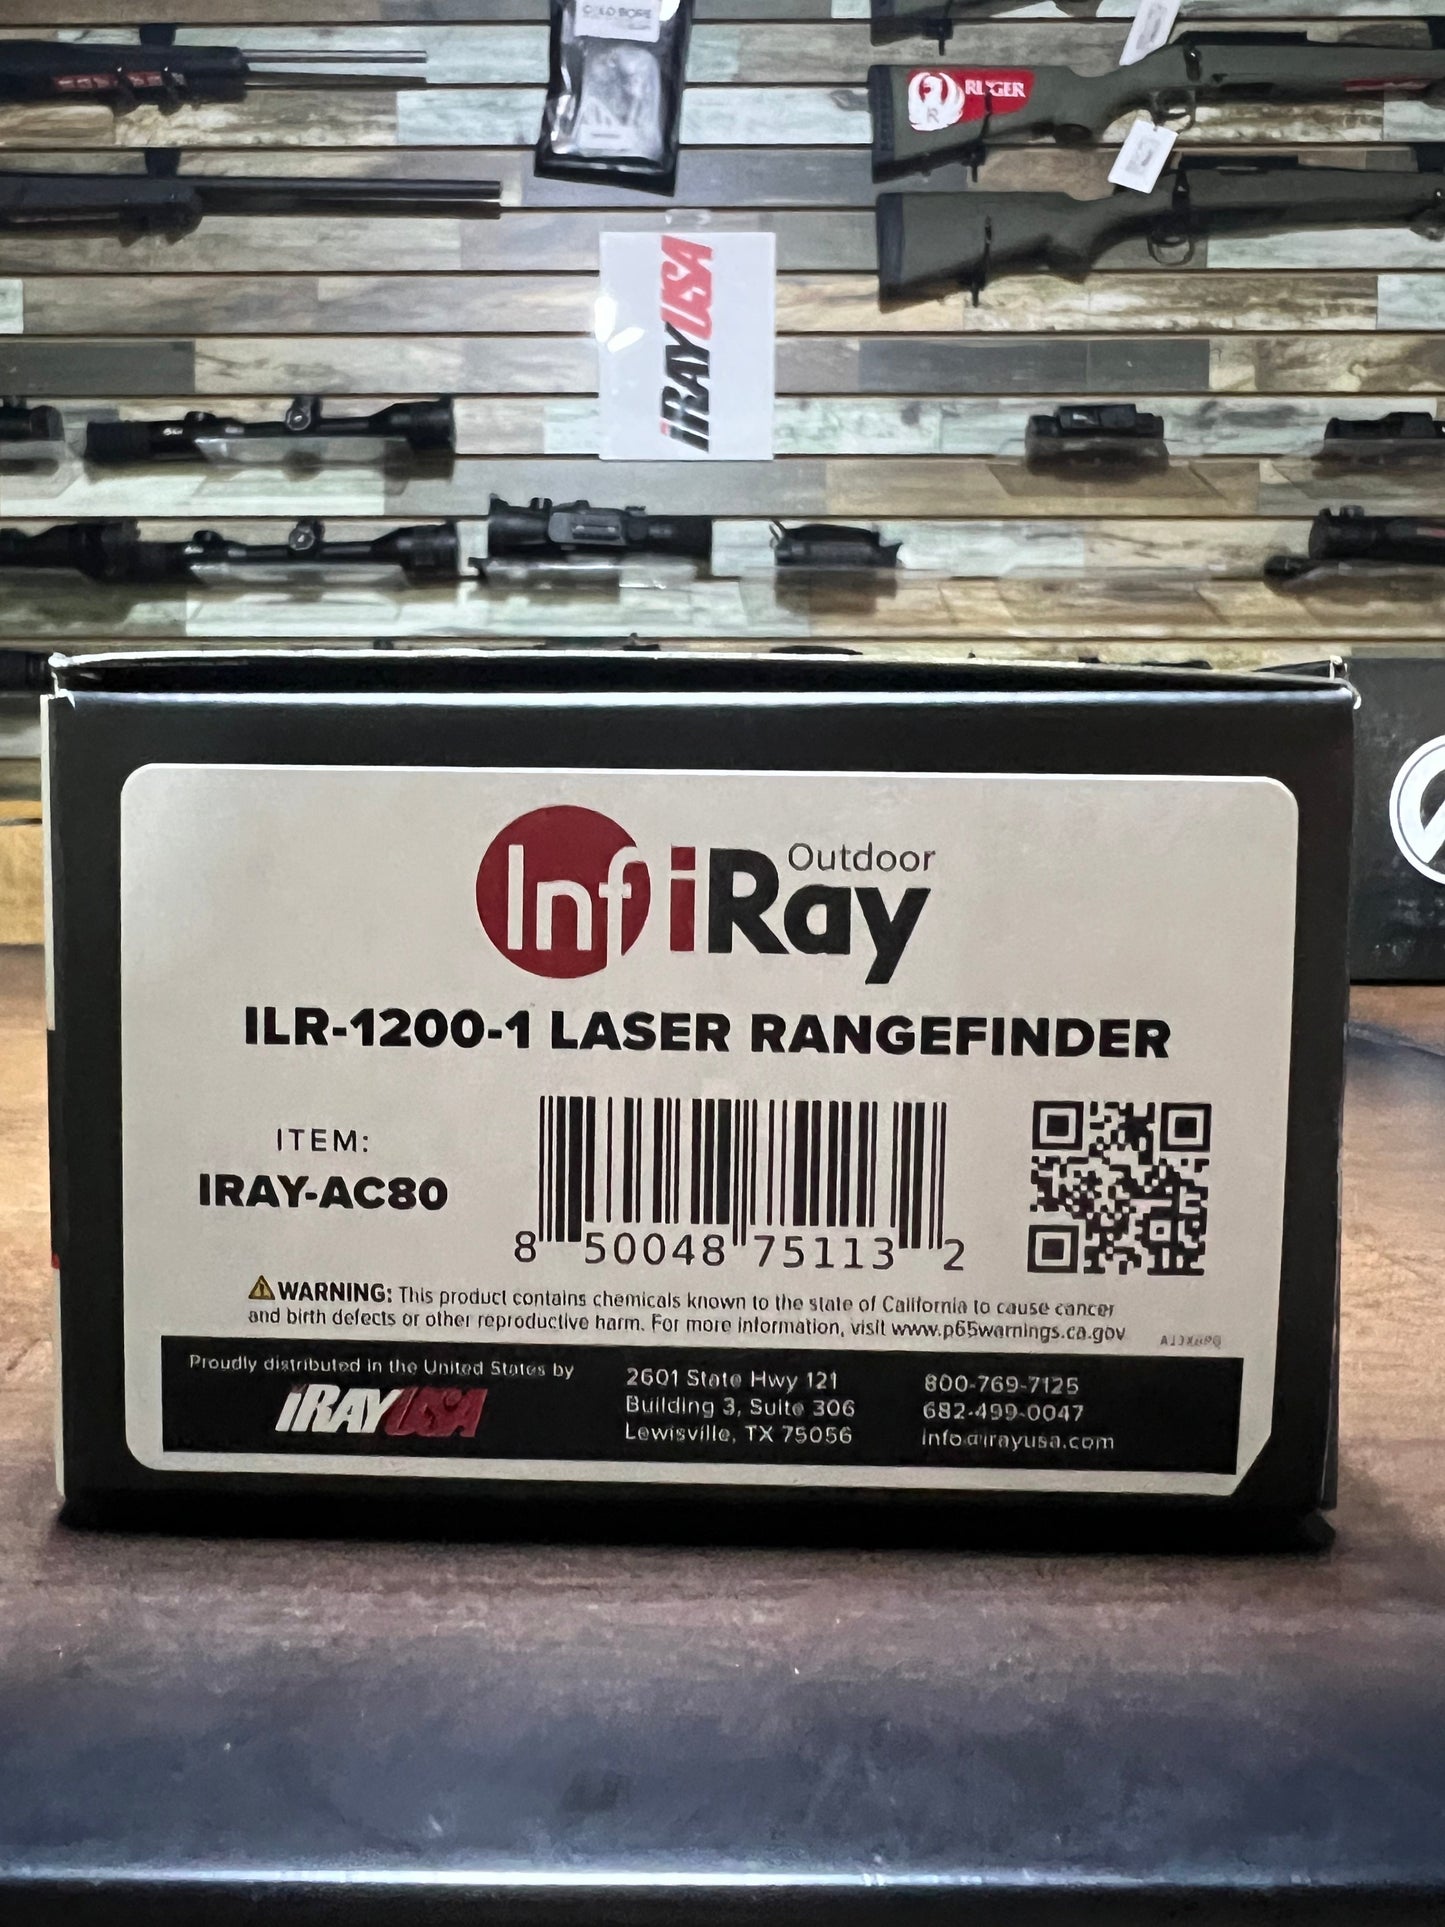 RUGER
R
iRAYUSA
InfiRay
Outdoor
ILR-1200-1 LASER RANGEFINDER
ITEM:
IRAY-AC80
8 50048 75113 2
WARNING: This product contains chemicals known to the state of California to cause cancer
and birth defects or other reproductive harm. For more information, visit www.p65warnings.ca.gov
Proudly distributed in the United States by
iRAYUSA
2601 State Hwy 121
Building 3, Suite 306
Lewisville, TX 75056
800-769-7125
682-499-0047
info@irayusa.com